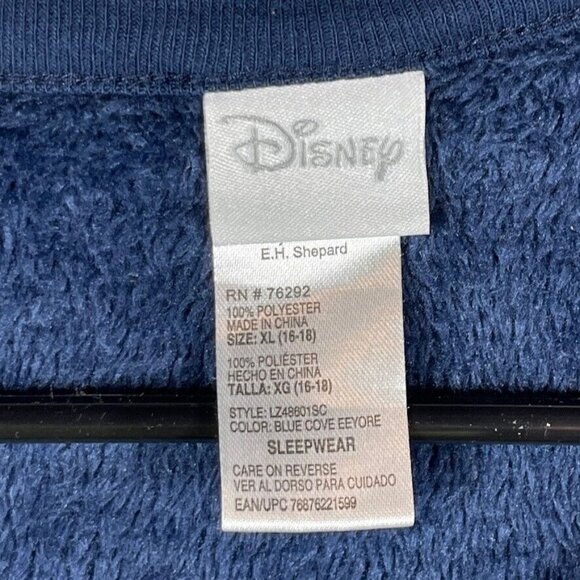 Disney
E.H. Shepard
RN # 76292
100% POLYESTER
MADE IN CHINA
SIZE: XL (16-18)
100% POLIÉSTER
HECHO EN CHINA
TALLA: XG (16-18)
STYLE: LZ48601SC
COLOR: BLUE COVE EEYORE
SLEEPWEAR
CARE ON REVERSE
VER AL DORSO PARA CUIDADO
EAN/UPC 76876221599